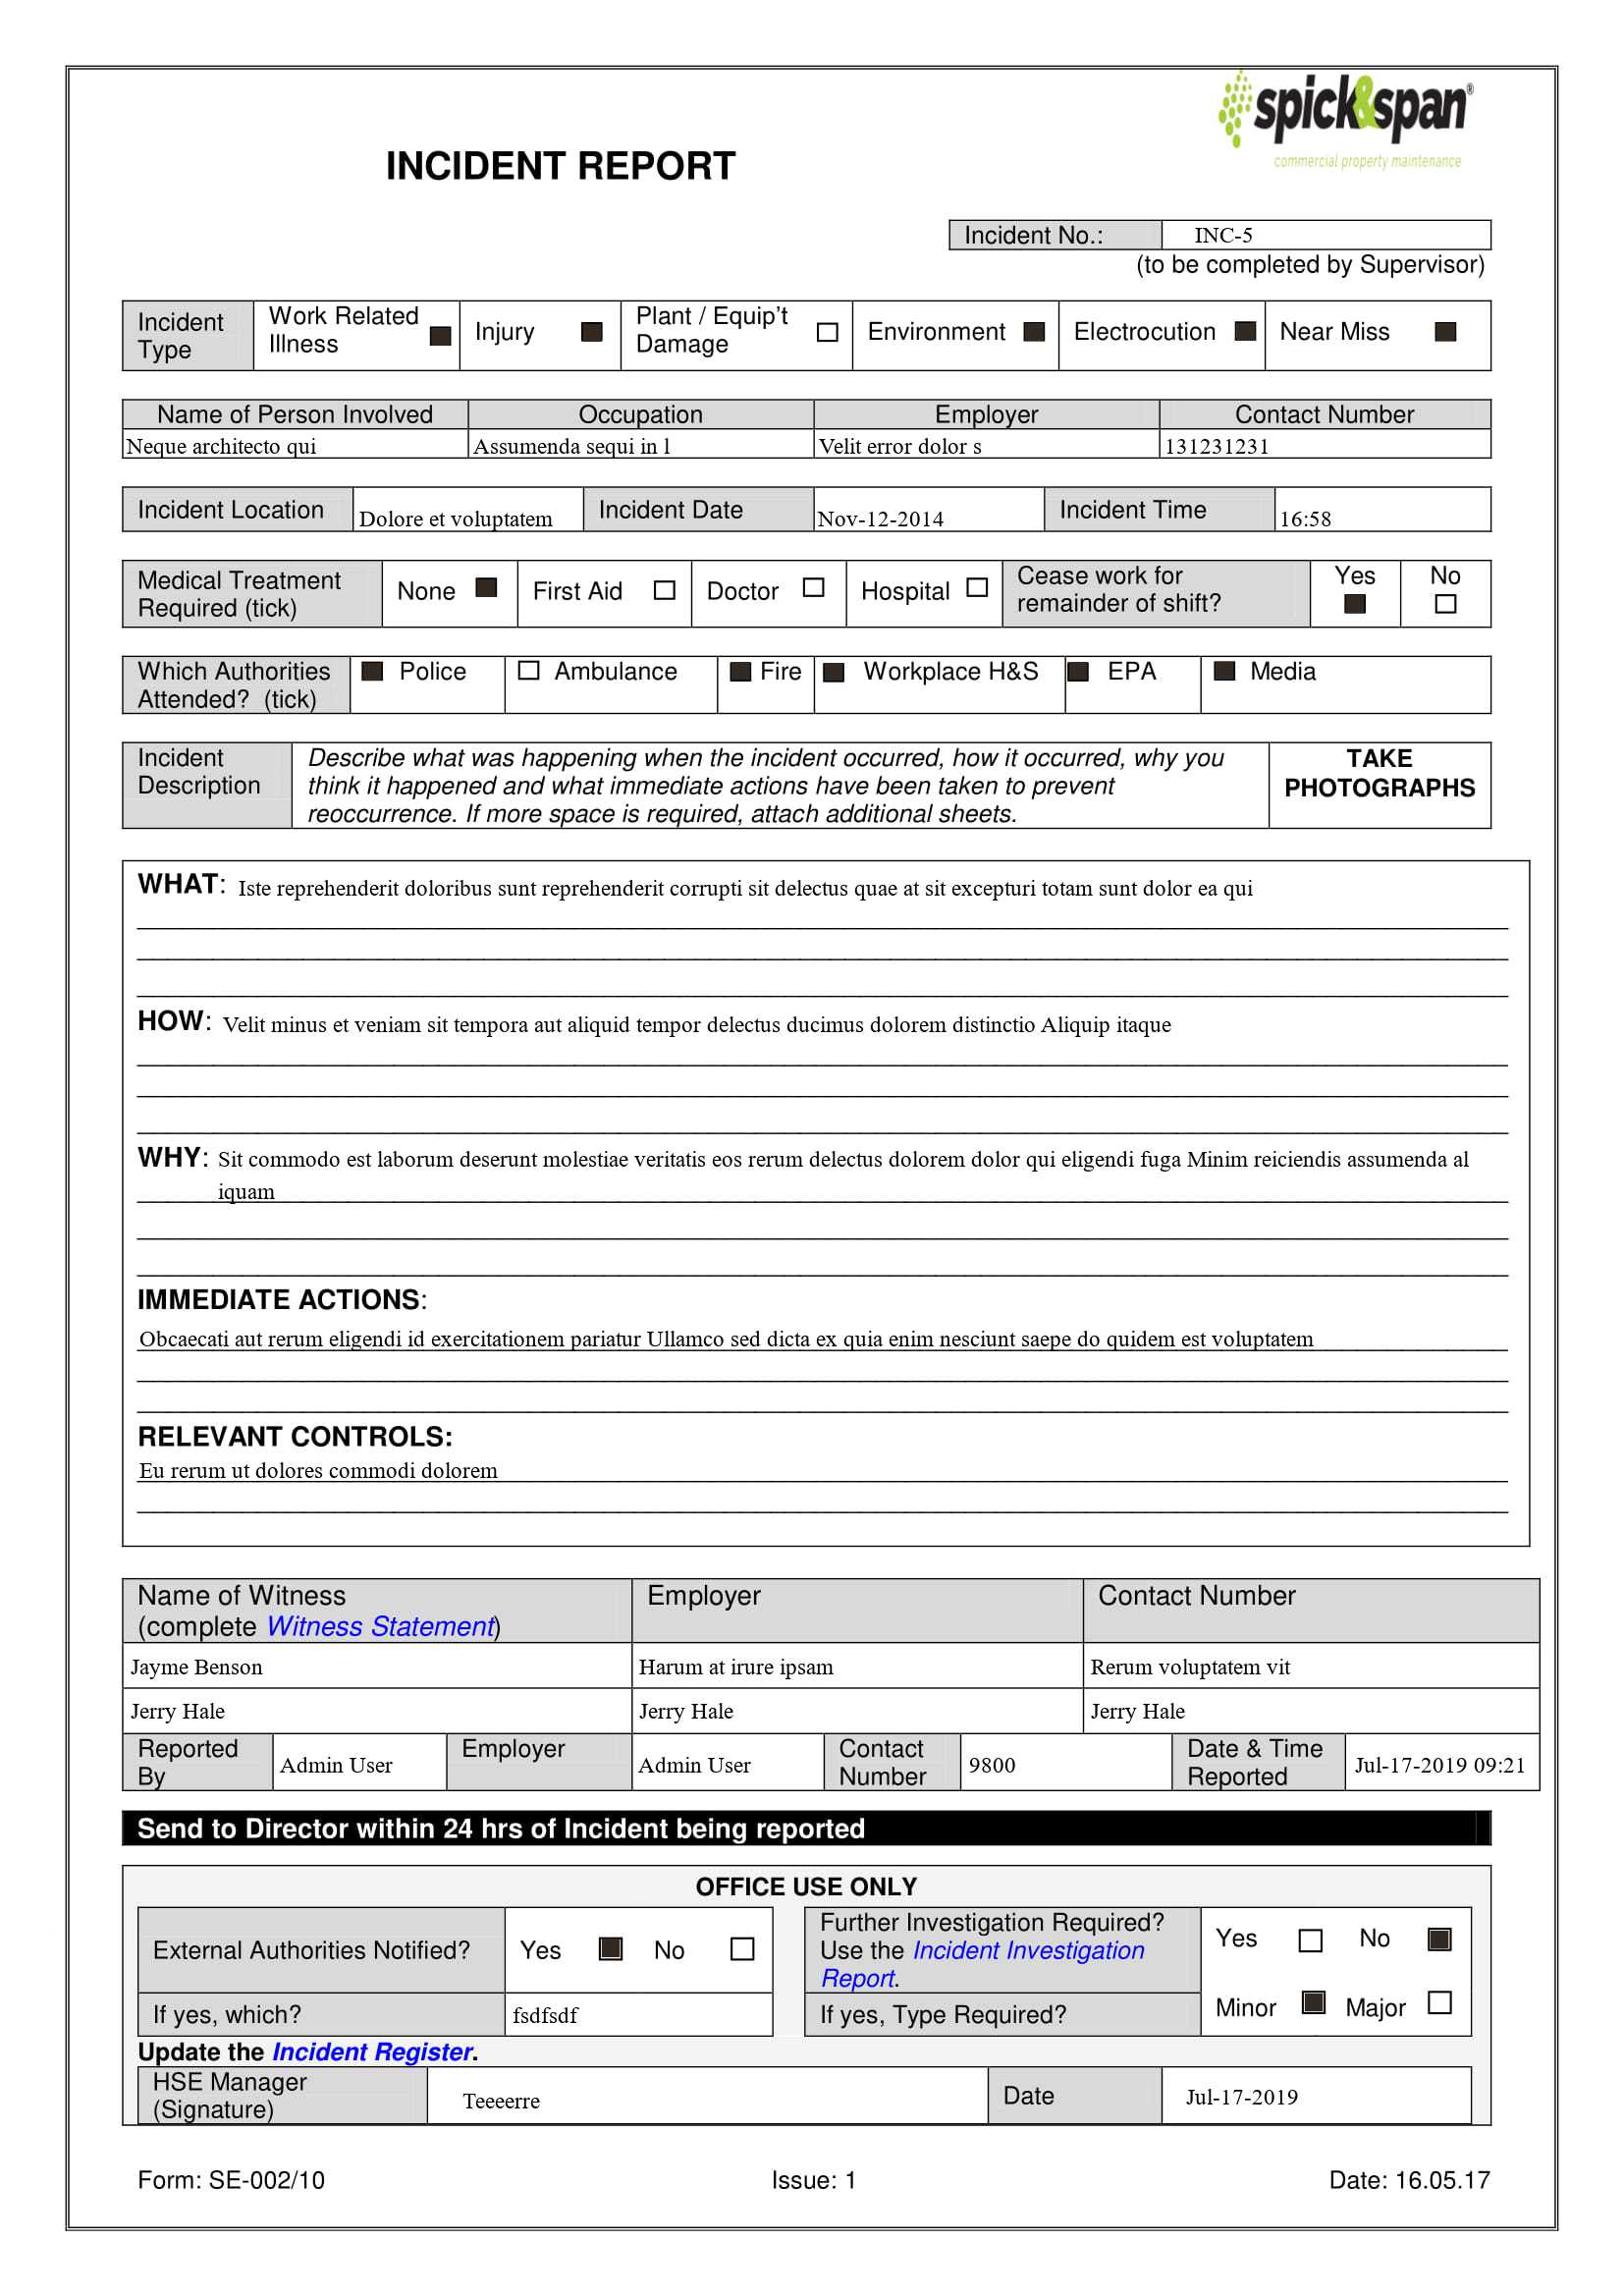 spick&span®
commercial property maintenance
INCIDENT REPORT
Incident No.: INC-5
(to be completed by Supervisor)
Incident Type Work Related Illness ■ Injury ■ Plant / Equip't Damage □ Environment ■ Electrocution ■ Near Miss ■
Name of Person Involved Occupation Employer Contact Number
Neque architecto qui Assumenda sequi in l Velit error dolor s 131231231
Incident Location Dolore et voluptatem Incident Date Nov-12-2014 Incident Time 16:58
Medical Treatment Required (tick) None ■ First Aid □ Doctor □ Hospital □ Cease work for remainder of shift? Yes ■ No □
Which Authorities Attended? (tick) ■ Police □ Ambulance ■ Fire ■ Workplace H&S ■ EPA ■ Media
Incident Description
Describe what was happening when the incident occurred, how it occurred, why you
think it happened and what immediate actions have been taken to prevent
reoccurrence. If more space is required, attach additional sheets.
TAKE
PHOTOGRAPHS
WHAT: Iste reprehenderit doloribus sunt reprehenderit corrupti sit delectus quae at sit excepturi totam sunt dolor ea qui
HOW: Velit minus et veniam sit tempora aut aliquid tempor delectus ducimus dolorem distinctio Aliquip itaque
WHY: Sit commodo est laborum deserunt molestiae veritatis eos rerum delectus dolorem dolor qui eligendi fuga Minim reiciendis assumenda al
iquam
IMMEDIATE ACTIONS:
Obcaecati aut rerum eligendi id exercitationem pariatur Ullamco sed dicta ex quia enim nesciunt saepe do quidem est voluptatem
RELEVANT CONTROLS:
Eu rerum ut dolores commodi dolorem
Name of Witness Employer Contact Number
(complete Witness Statement)
Jayme Benson Harum at irure ipsam Rerum voluptatem vit
Jerry Hale Jerry Hale Jerry Hale
Reported By Admin User Employer Admin User Contact Number 9800 Date & Time Reported Jul-17-2019 09:21
Send to Director within 24 hrs of Incident being reported
OFFICE USE ONLY
External Authorities Notified? Yes ■ No □
Further Investigation Required?
Use the Incident Investigation
Report.
Yes □ No ■
If yes, which? fsdfsdf If yes, Type Required? Minor ■ Major □
Update the Incident Register.
HSE Manager (Signature) Teeeerre Date Jul-17-2019
Form: SE-002/10 Issue: 1 Date: 16.05.17